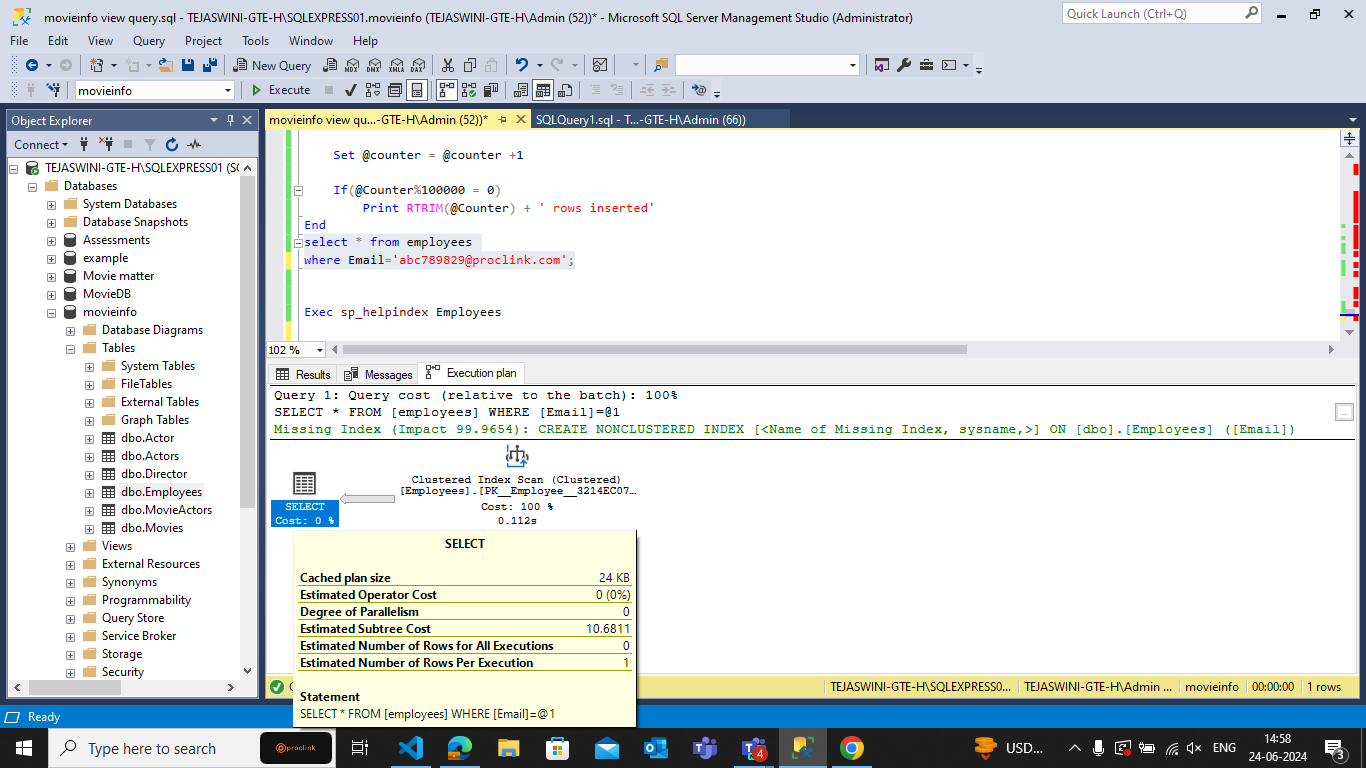 movieinfo view query.sql - TEJASWINI-GTE-H\SQLEXPRESS01.movieinfo (TEJASWINI-GTE-H\Admin (52))* - Microsoft SQL Server Management Studio (Administrator)
Quick Launch (Ctrl+Q)
File Edit View Query Project Tools Window Help
New Query MDX DMX XMLA DAX
movieinfo Execute
Object Explorer
movieinfo view qu...-GTE-H\Admin (52))* SQLQuery1.sql - T...-GTE-H\Admin (66))
Connect
TEJASWINI-GTE-H\SQLEXPRESS01 (SC
Databases
System Databases
Database Snapshots
Assessments
example
Movie matter
MovieDB
movieinfo
Database Diagrams
Tables
System Tables
FileTables
External Tables
Graph Tables
dbo.Actor
dbo.Actors
dbo.Director
dbo.Employees
dbo.MovieActors
dbo.Movies
Views
External Resources
Synonyms
Programmability
Query Store
Service Broker
Storage
Security
Set @counter = @counter +1
If(@Counter%100000 = 0)
Print RTRIM(@Counter) + ' rows inserted'
End
select * from employees
where Email='abc789829@proclink.com';
Exec sp_helpindex Employees
102 %
Results Messages Execution plan
Query 1: Query cost (relative to the batch): 100%
SELECT * FROM [employees] WHERE [Email]=@1
Missing Index (Impact 99.9654): CREATE NONCLUSTERED INDEX [<Name of Missing Index, sysname,>] ON [dbo].[Employees] ([Email])
SELECT
Cost: 0 %
Clustered Index Scan (Clustered)
[Employees].[PK__Employee__3214EC07…
Cost: 100 %
0.112s
SELECT
Cached plan size 24 KB
Estimated Operator Cost 0 (0%)
Degree of Parallelism 0
Estimated Subtree Cost 10.6811
Estimated Number of Rows for All Executions 0
Estimated Number of Rows Per Execution 1
Statement
SELECT * FROM [employees] WHERE [Email]=@1
TEJASWINI-GTE-H\SQLEXPRESS0... TEJASWINI-GTE-H\Admin ... movieinfo 00:00:00 1 rows
Ready
Type here to search proclink 4 USD... ENG 14:58
24-06-2024 3